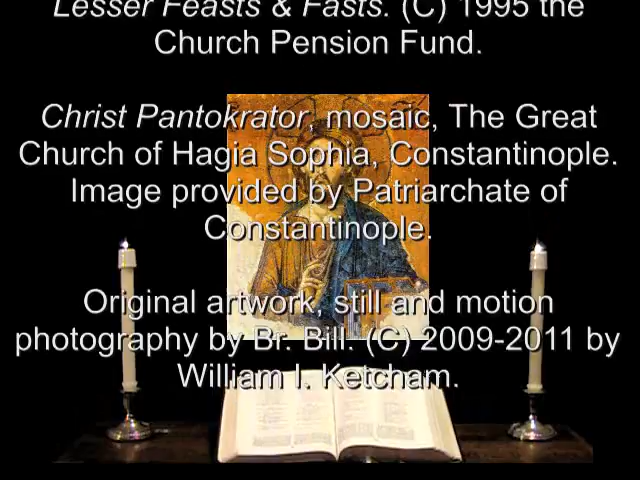 Lesser Feasts & Fasts. (C) 1995 the
Church Pension Fund.
Christ Pantokrator, mosaic, The Great
Church of Hagia Sophia, Constantinople.
Image provided by Patriarchate of
Constantinople.
Original artwork, still and motion
photography by Br. Bill. (C) 2009-2011 by
William I. Ketcham.